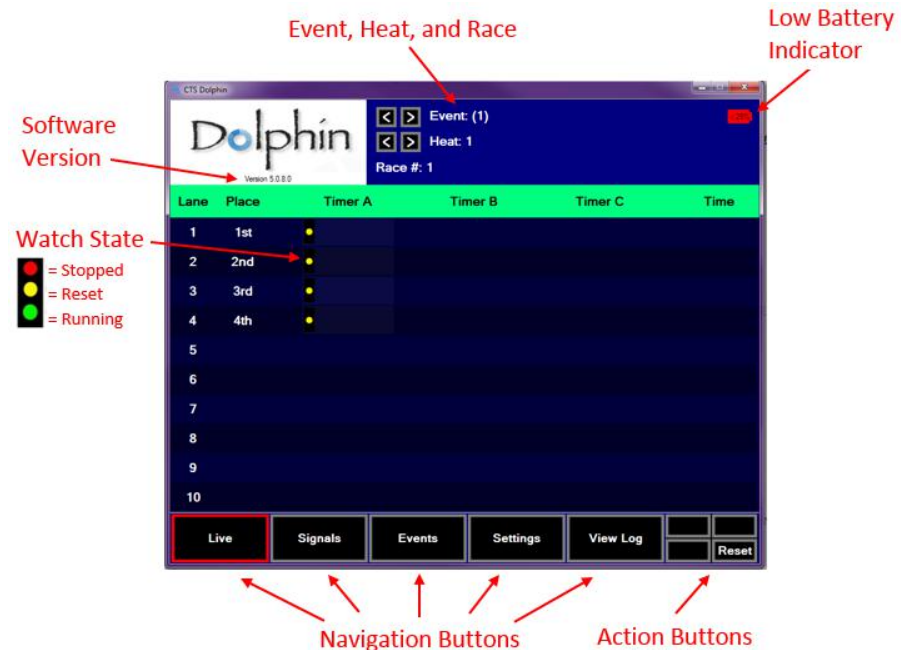 Event, Heat, and Race
Low Battery
Indicator
CTS Dolphin
Software
Version
Dolphin
Version 5.0.8.0
< > Event: (1)
< > Heat: 1
Race #: 1
Lane Place Timer A Timer B Timer C Time
Watch State
= Stopped
= Reset
= Running
1 1st
2 2nd
3 3rd
4 4th
5
6
7
8
9
10
Live Signals Events Settings View Log Reset
Navigation Buttons
Action Buttons